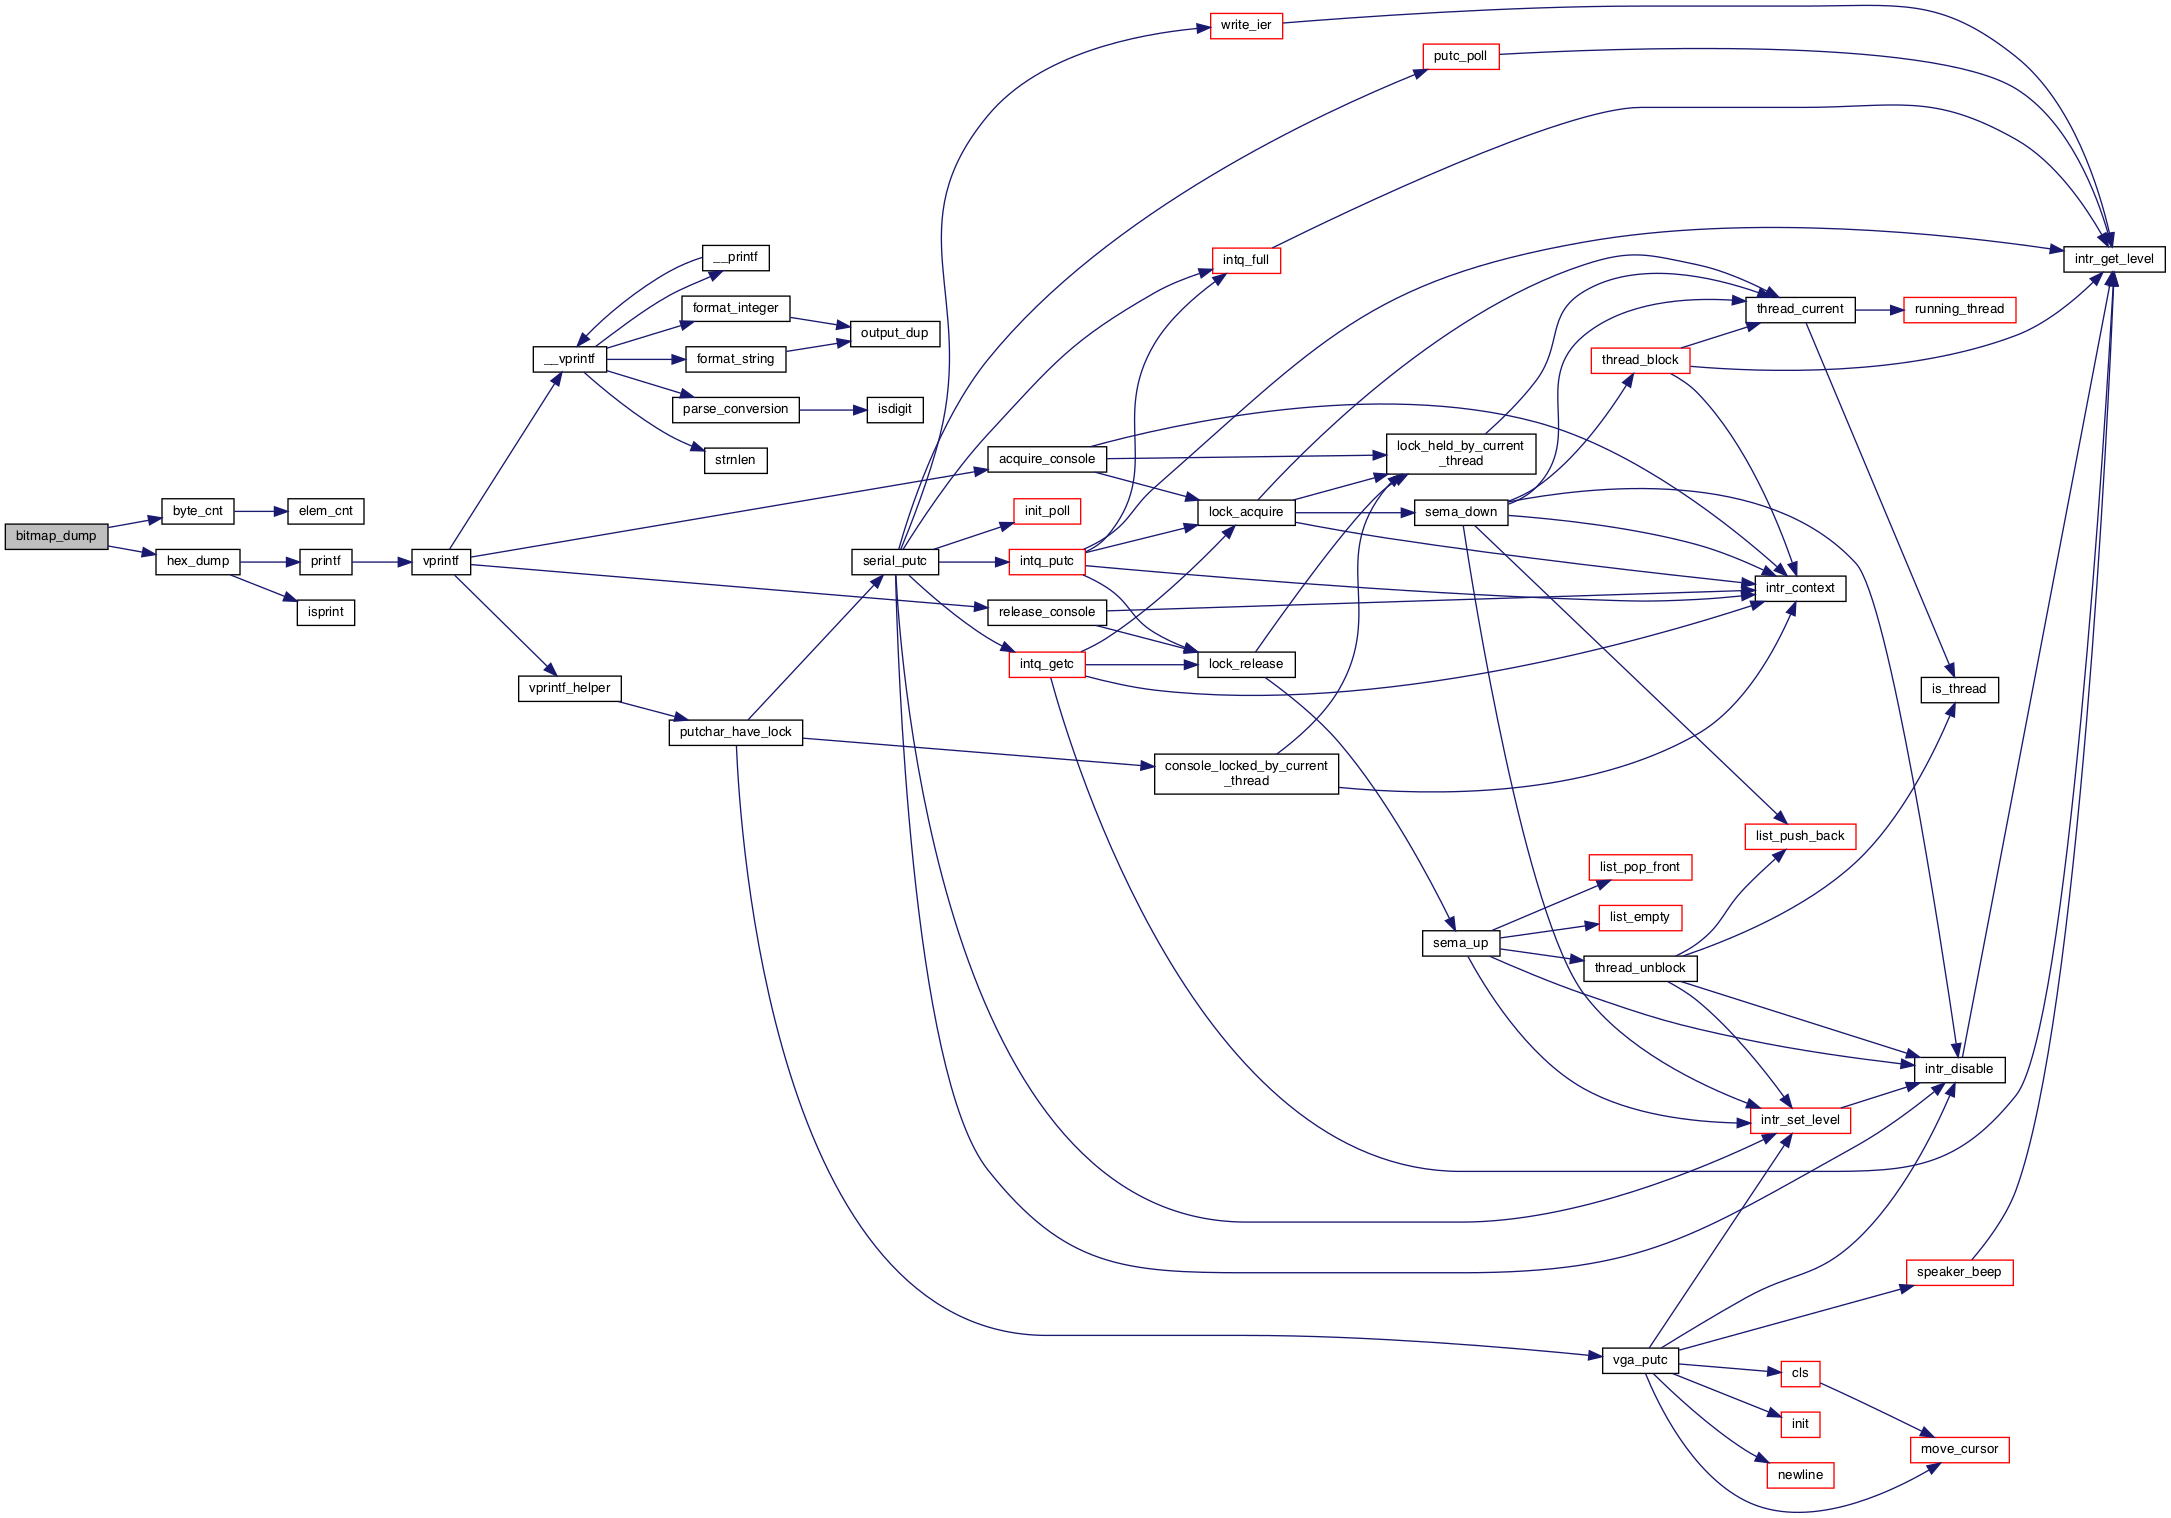 bitmap_dump
byte_cnt
elem_cnt
hex_dump
printf
isprint
vprintf
__vprintf
__printf
format_integer
format_string
output_dup
parse_conversion
isdigit
strnlen
vprintf_helper
putchar_have_lock
acquire_console
release_console
serial_putc
init_poll
intq_putc
intq_getc
write_ier
putc_poll
intq_full
lock_acquire
lock_release
console_locked_by_current
_thread
lock_held_by_current
_thread
sema_down
sema_up
thread_block
thread_current
running_thread
intr_get_level
intr_context
is_thread
list_push_back
list_pop_front
list_empty
thread_unblock
intr_disable
intr_set_level
speaker_beep
vga_putc
cls
init
move_cursor
newline